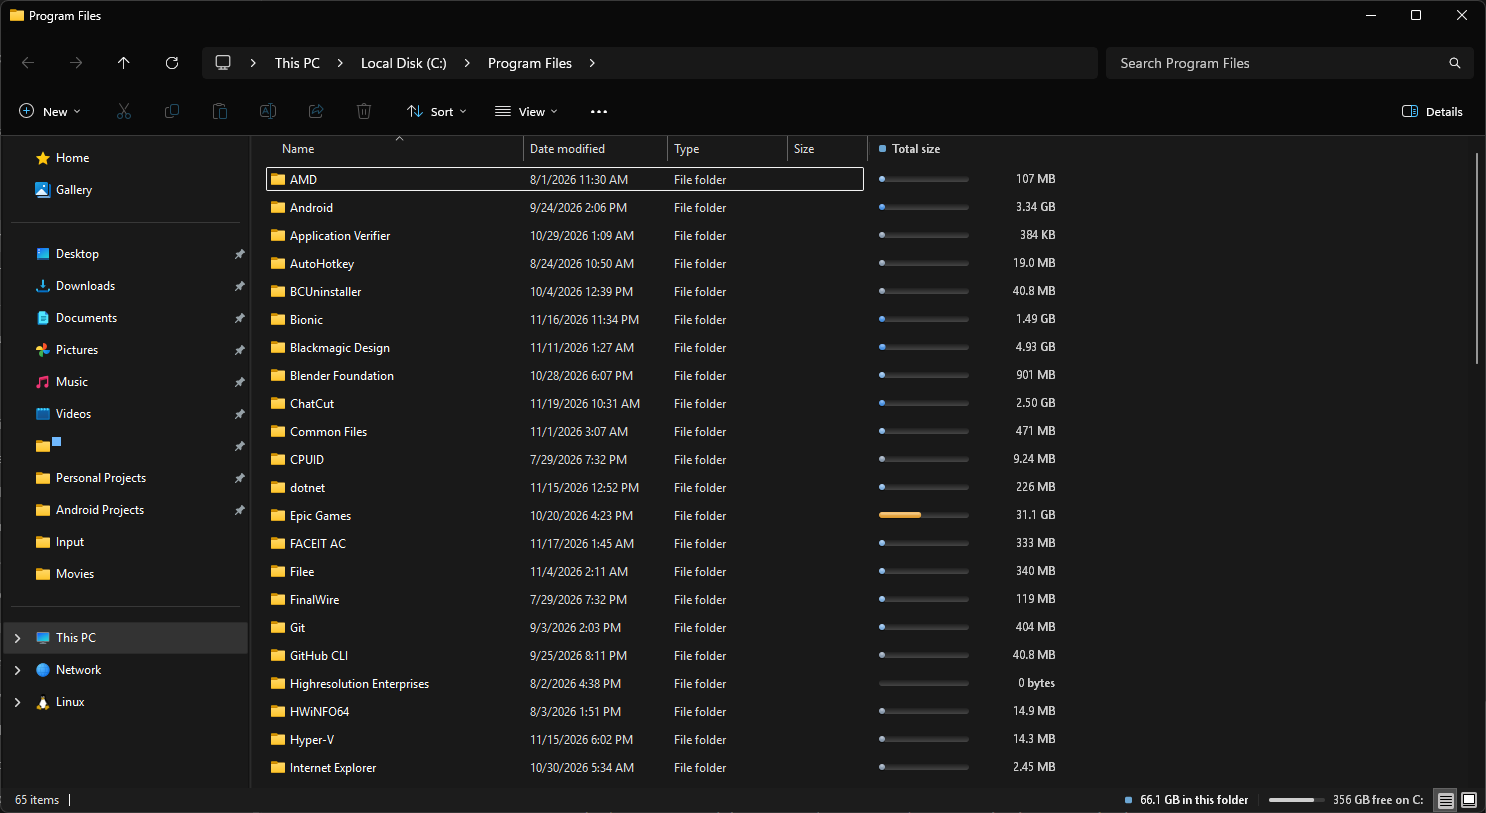 Program Files
This PC > Local Disk (C:) > Program Files >
Search Program Files
New
Sort
View
Details
Home
Gallery
Desktop
Downloads
Documents
Pictures
Music
Videos
Personal Projects
Android Projects
Input
Movies
This PC
Network
Linux
Name Date modified Type Size Total size
AMD 8/1/2026 11:30 AM File folder 107 MB
Android 9/24/2026 2:06 PM File folder 3.34 GB
Application Verifier 10/29/2026 1:09 AM File folder 384 KB
AutoHotkey 8/24/2026 10:50 AM File folder 19.0 MB
BCUninstaller 10/4/2026 12:39 PM File folder 40.8 MB
Bionic 11/16/2026 11:34 PM File folder 1.49 GB
Blackmagic Design 11/11/2026 1:27 AM File folder 4.93 GB
Blender Foundation 10/28/2026 6:07 PM File folder 901 MB
ChatCut 11/19/2026 10:31 AM File folder 2.50 GB
Common Files 11/1/2026 3:07 AM File folder 471 MB
CPUID 7/29/2026 7:32 PM File folder 9.24 MB
dotnet 11/15/2026 12:52 PM File folder 226 MB
Epic Games 10/20/2026 4:23 PM File folder 31.1 GB
FACEIT AC 11/17/2026 1:45 AM File folder 333 MB
Filee 11/4/2026 2:11 AM File folder 340 MB
FinalWire 7/29/2026 7:32 PM File folder 119 MB
Git 9/3/2026 2:03 PM File folder 404 MB
GitHub CLI 9/25/2026 8:11 PM File folder 40.8 MB
Highresolution Enterprises 8/2/2026 4:38 PM File folder 0 bytes
HWiNFO64 8/3/2026 1:51 PM File folder 14.9 MB
Hyper-V 11/15/2026 6:02 PM File folder 14.3 MB
Internet Explorer 10/30/2026 5:34 AM File folder 2.45 MB
65 items
66.1 GB in this folder
356 GB free on C: